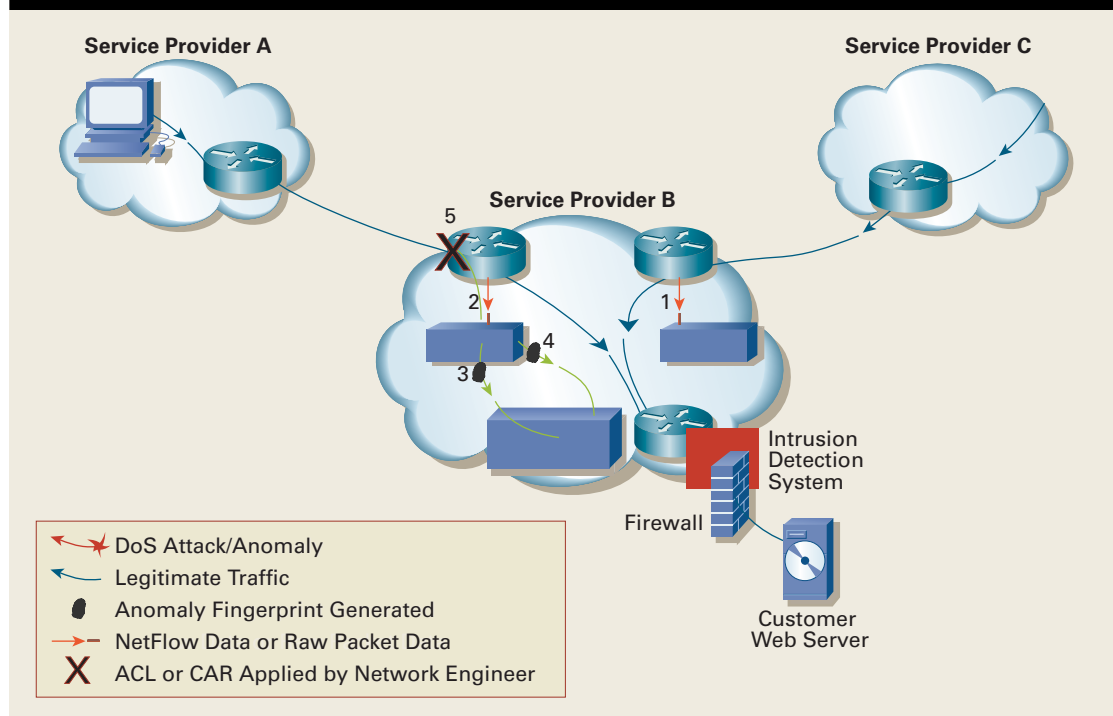 Service Provider A
Service Provider C
Service Provider B
5
2
1
4
3
Intrusion
Detection
System
Firewall
Customer
Web Server
DoS Attack/Anomaly
Legitimate Traffic
Anomaly Fingerprint Generated
NetFlow Data or Raw Packet Data
ACL or CAR Applied by Network Engineer